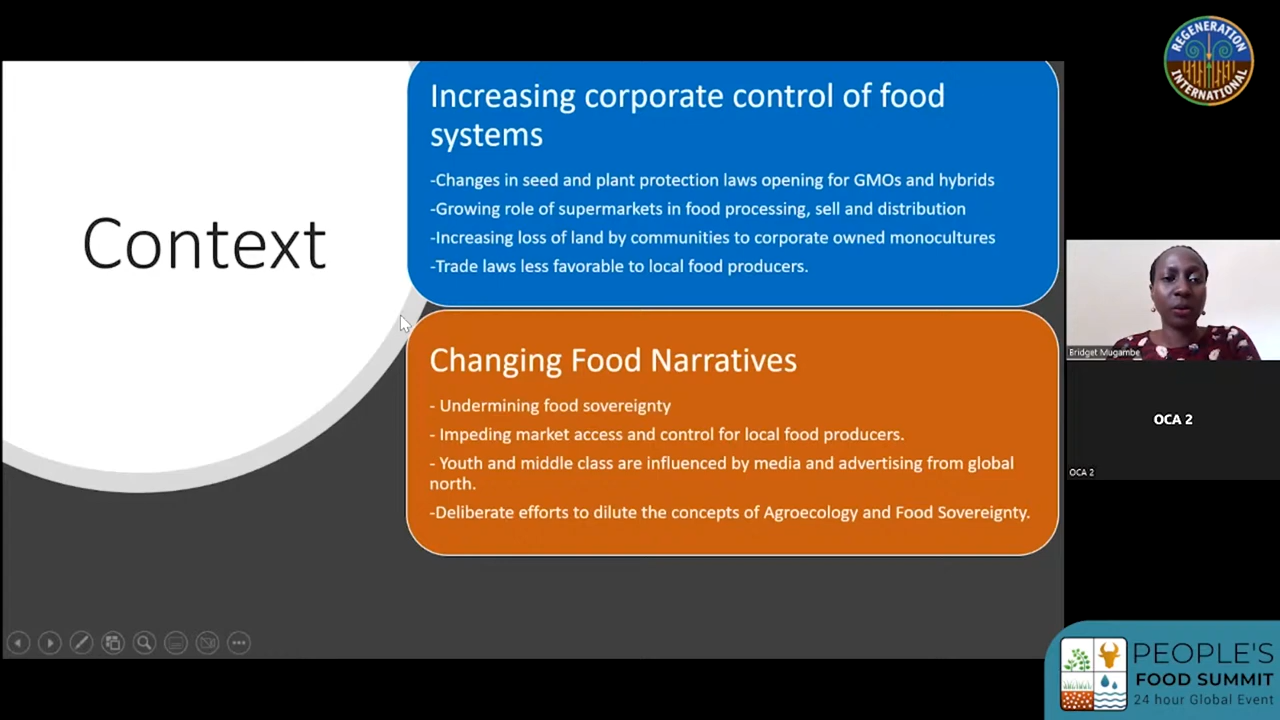 REGENERATION
INTERNATIONAL
Context
Increasing corporate control of food
systems
-Changes in seed and plant protection laws opening for GMOs and hybrids
-Growing role of supermarkets in food processing, sell and distribution
-Increasing loss of land by communities to corporate owned monocultures
-Trade laws less favorable to local food producers.
Changing Food Narratives
- Undermining food sovereignty
- Impeding market access and control for local food producers.
- Youth and middle class are influenced by media and advertising from global
north.
-Deliberate efforts to dilute the concepts of Agroecology and Food Sovereignty.
Bridget Mugambe
OCA 2
OCA 2
PEOPLE'S
FOOD SUMMIT
24 hour Global Event